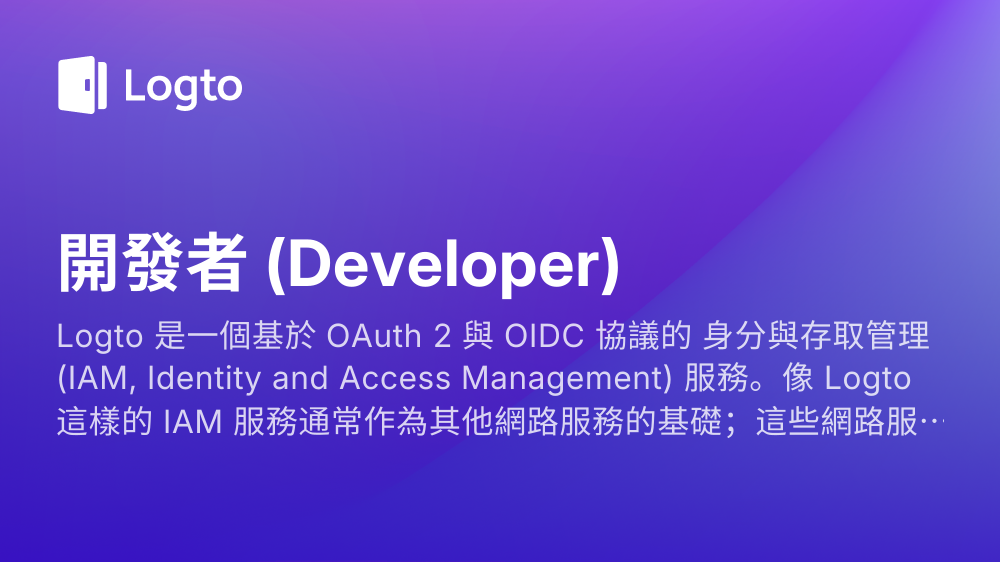 Logto
開發者 (Developer)
Logto 是一個基於 OAuth 2 與 OIDC 協議的 身分與存取管理
(IAM, Identity and Access Management) 服務。像 Logto
這樣的 IAM 服務通常作為其他網路服務的基礎；這些網路服…